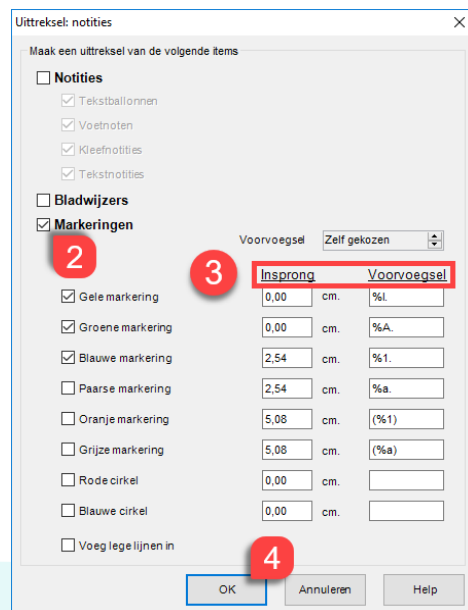 Uittreksel: notities
Maak een uittreksel van de volgende items
Notities
Tekstballonnen
Voetnoten
Kleefnotities
Tekstnotities
Bladwijzers
Markeringen
Voorvoegsel Zelf gekozen
2
3
Insprong Voorvoegsel
Gele markering 0,00 cm. %I.
Groene markering 0,00 cm. %A.
Blauwe markering 2,54 cm. %1.
Paarse markering 2,54 cm. %a.
Oranje markering 5,08 cm. (%1)
Grijze markering 5,08 cm. (%a)
Rode cirkel 0,00 cm.
Blauwe cirkel 0,00 cm.
Voeg lege lijnen in
4
OK Annuleren Help